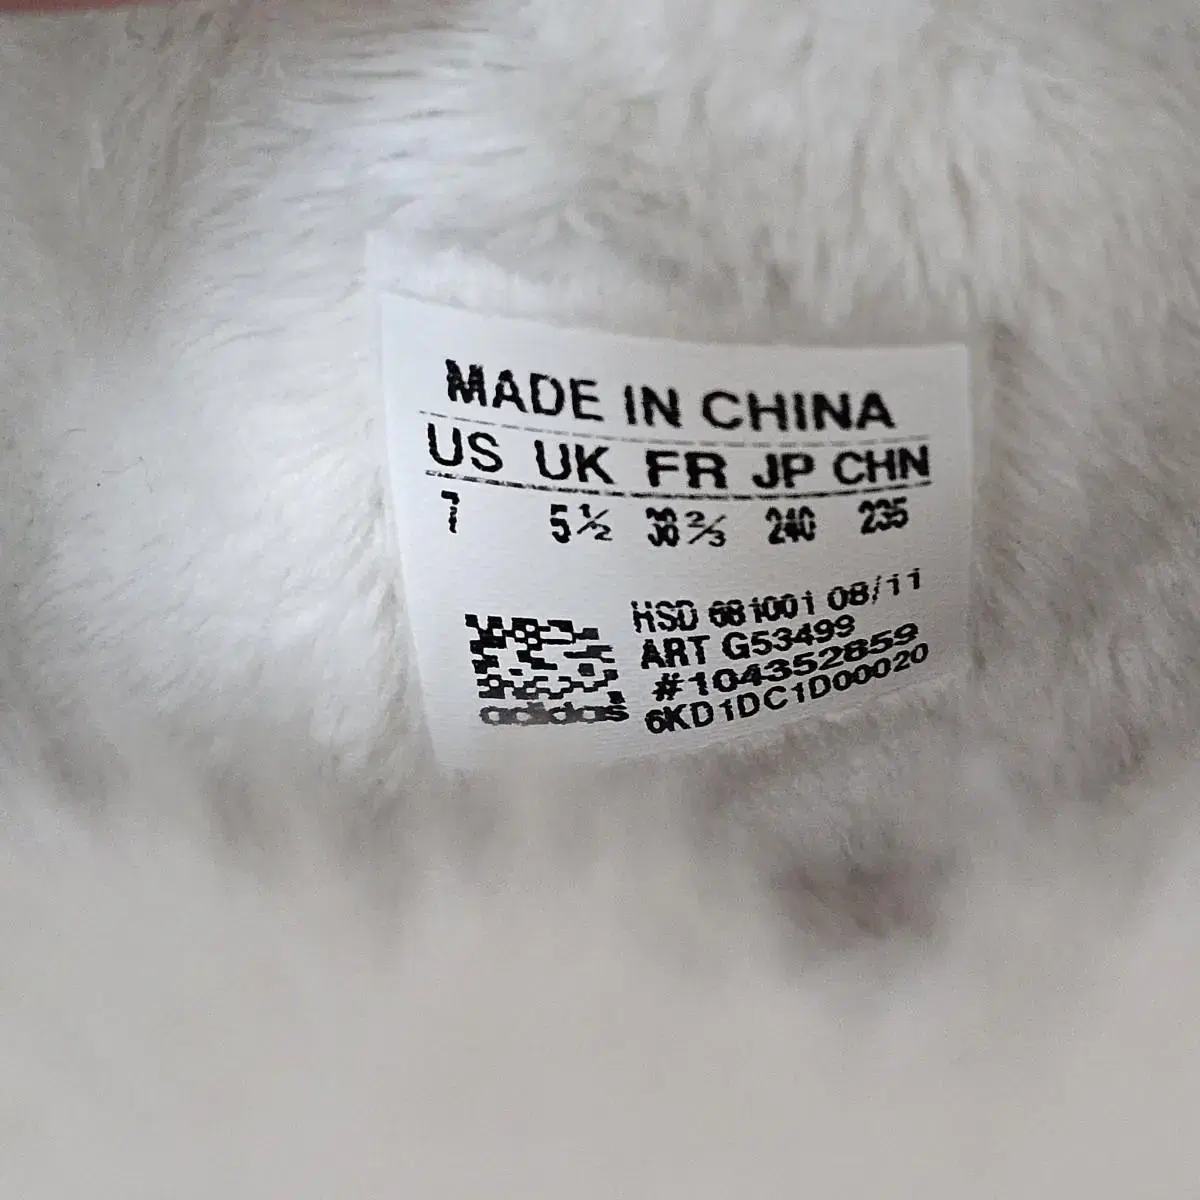 MADE IN CHINA
US UK FR JP CHN
7 5½ 38⅔ 240 235
HSD 681001 08/11
ART G53499
#104352859
adidas 6KD1DC1D00020